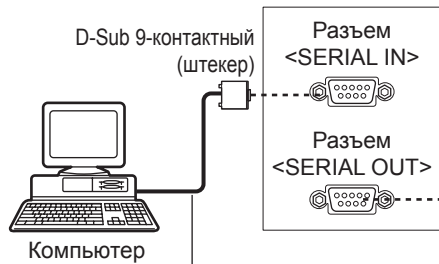 D-Sub 9-контактный
(штекер)
Разъем
<SERIAL IN>
Разъем
<SERIAL OUT>
Компьютер